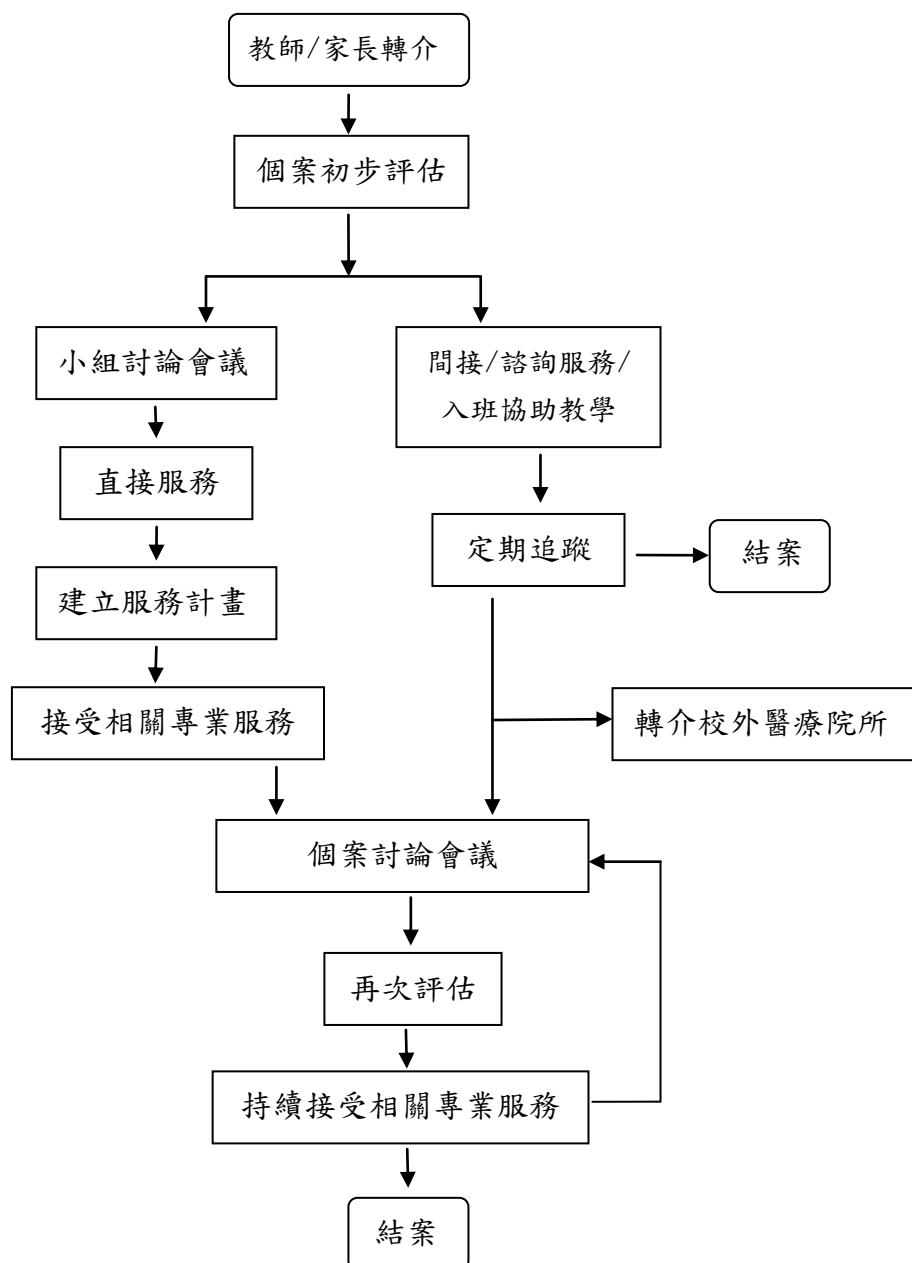 教師/家長轉介
個案初步評估
小組討論會議
間接/諮詢服務/
入班協助教學
直接服務
定期追蹤
結案
建立服務計畫
接受相關專業服務
轉介校外醫療院所
個案討論會議
再次評估
持續接受相關專業服務
結案